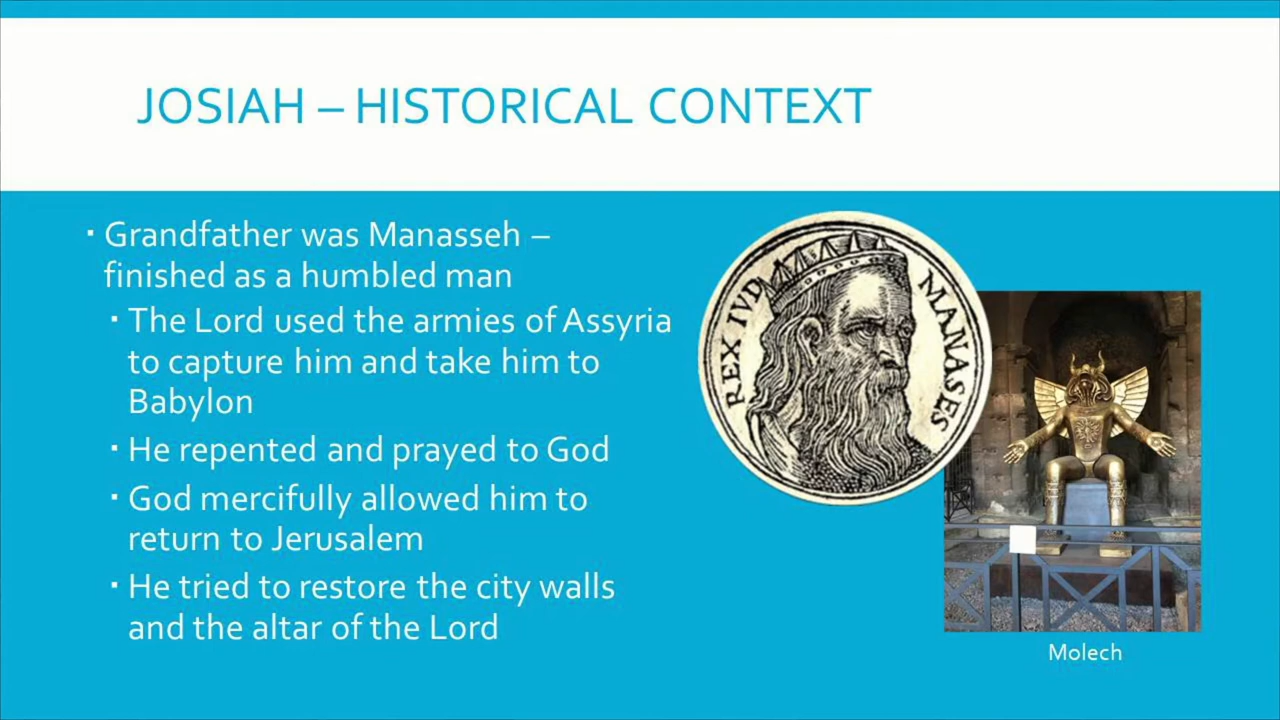 JOSIAH – HISTORICAL CONTEXT
▪ Grandfather was Manasseh –
finished as a humbled man
▪ The Lord used the armies of Assyria
to capture him and take him to
Babylon
▪ He repented and prayed to God
▪ God mercifully allowed him to
return to Jerusalem
▪ He tried to restore the city walls
and the altar of the Lord
REX IVD MANASES
Molech